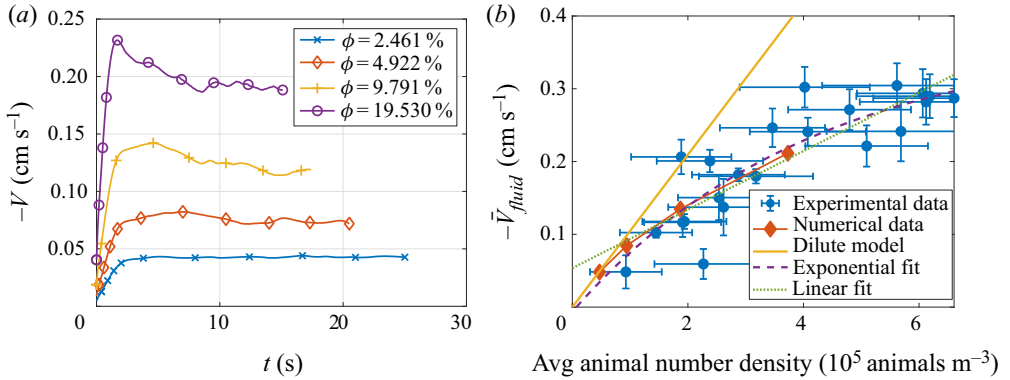 (a)
0.25
0.20
0.15
0.10
0.05
0
10
20
30
−V (cm s⁻¹)
t (s)
ϕ = 2.461 %
ϕ = 4.922 %
ϕ = 9.791 %
ϕ = 19.530 %
(b)
0.4
0.3
0.2
0.1
0
2
4
6
−V̄fluid (cm s⁻¹)
Avg animal number density (10⁵ animals m⁻³)
Experimental data
Numerical data
Dilute model
Exponential fit
Linear fit